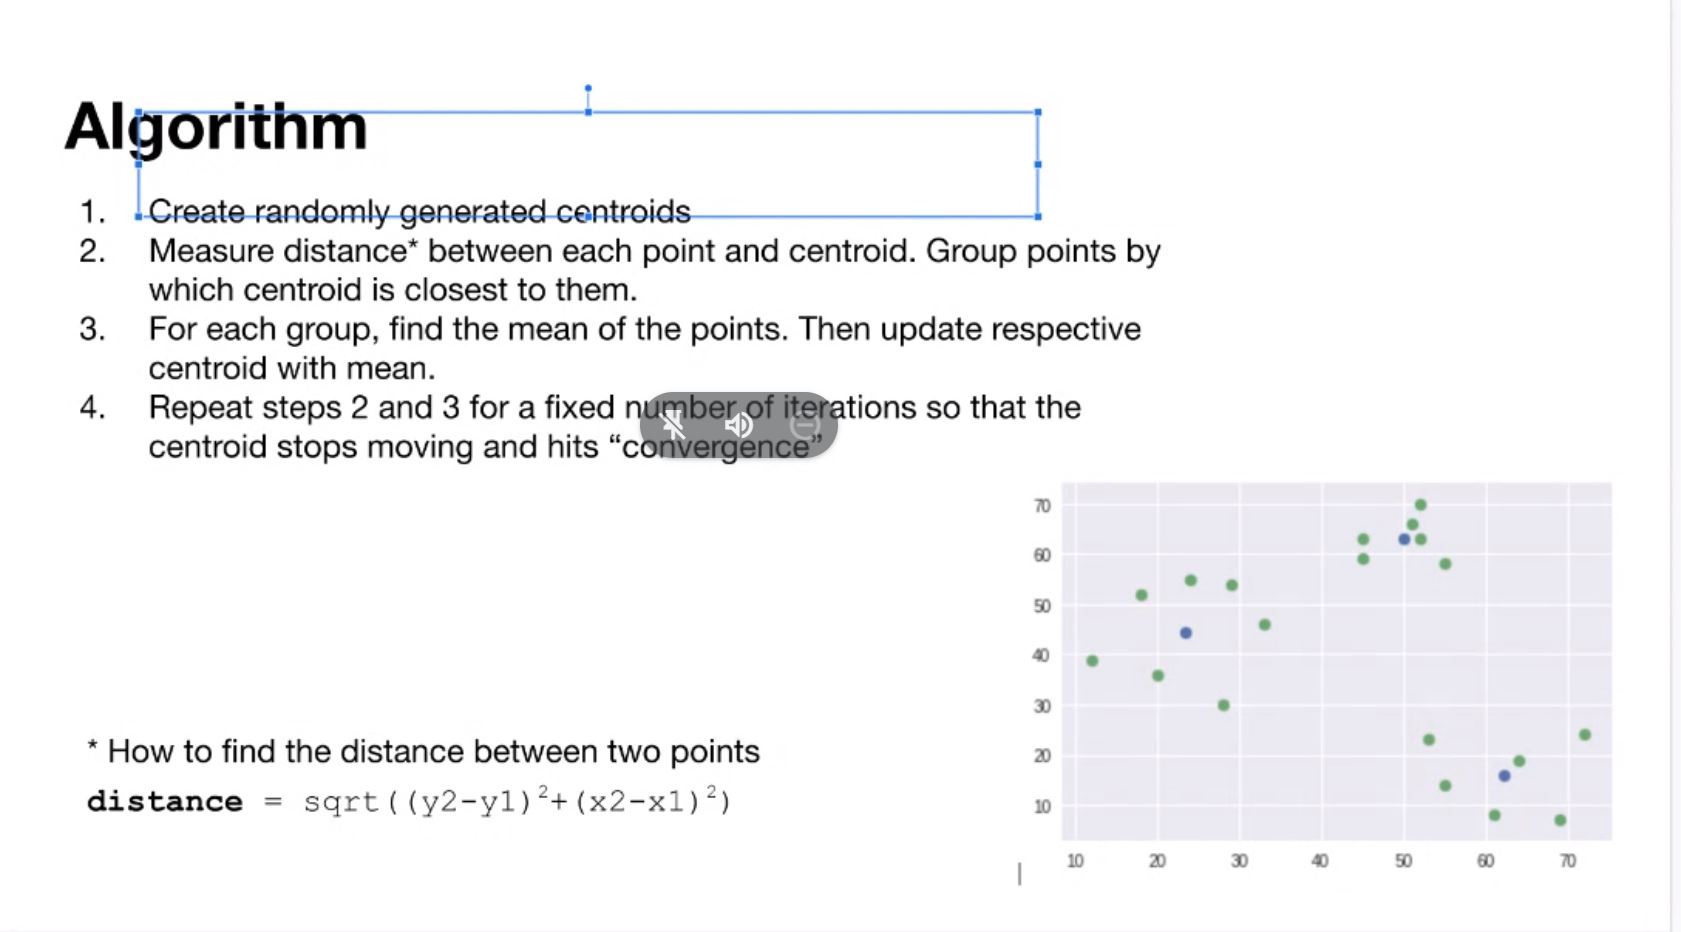 Algorithm
1. Create randomly generated centroids
2. Measure distance* between each point and centroid. Group points by
which centroid is closest to them.
3. For each group, find the mean of the points. Then update respective
centroid with mean.
4. Repeat steps 2 and 3 for a fixed number of iterations so that the
centroid stops moving and hits “convergence”
* How to find the distance between two points
distance = sqrt((y2-y1)²+(x2-x1)²)
70
60
50
40
30
20
10
10 20 30 40 50 60 70